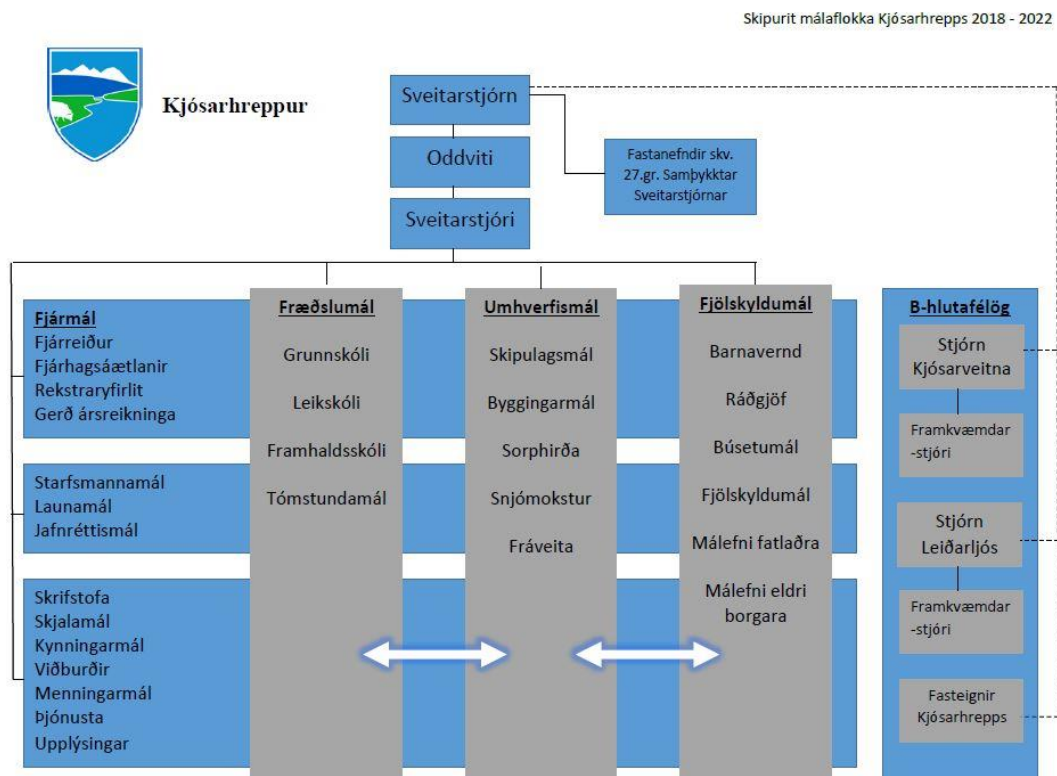 Skipurit málaflokka Kjósarhrepps 2018 - 2022
Kjósarhreppur
Sveitarstjórn
Oddviti
Sveitarstjóri
Fastanefndir skv.
27.gr. Samþykktar
Sveitarstjórnar
Fjármál
Fjárreiður
Fjárhagsáætlanir
Rekstraryfirlit
Gerð ársreikninga
Starfsmannamál
Launamál
Jafnréttismál
Skrifstofa
Skjalamál
Kynningarmál
Viðburðir
Menningarmál
Þjónusta
Upplýsingar
Fræðslumál
Grunnskóli
Leikskóli
Framhaldsskóli
Tómstundamál
Umhverfismál
Skipulagsmál
Byggingarmál
Sorphirða
Snjómokstur
Fráveita
Fjölskyldumál
Barnavernd
Ráðgjöf
Búsetumál
Fjölskyldumál
Málefni fatlaðra
Málefni eldri
borgara
B-hlutafélög
Stjórn
Kjósarveitna
Framkvæmdar
-stjóri
Stjórn
Leiðarljós
Framkvæmdar
-stjóri
Fasteignir
Kjósarhrepps